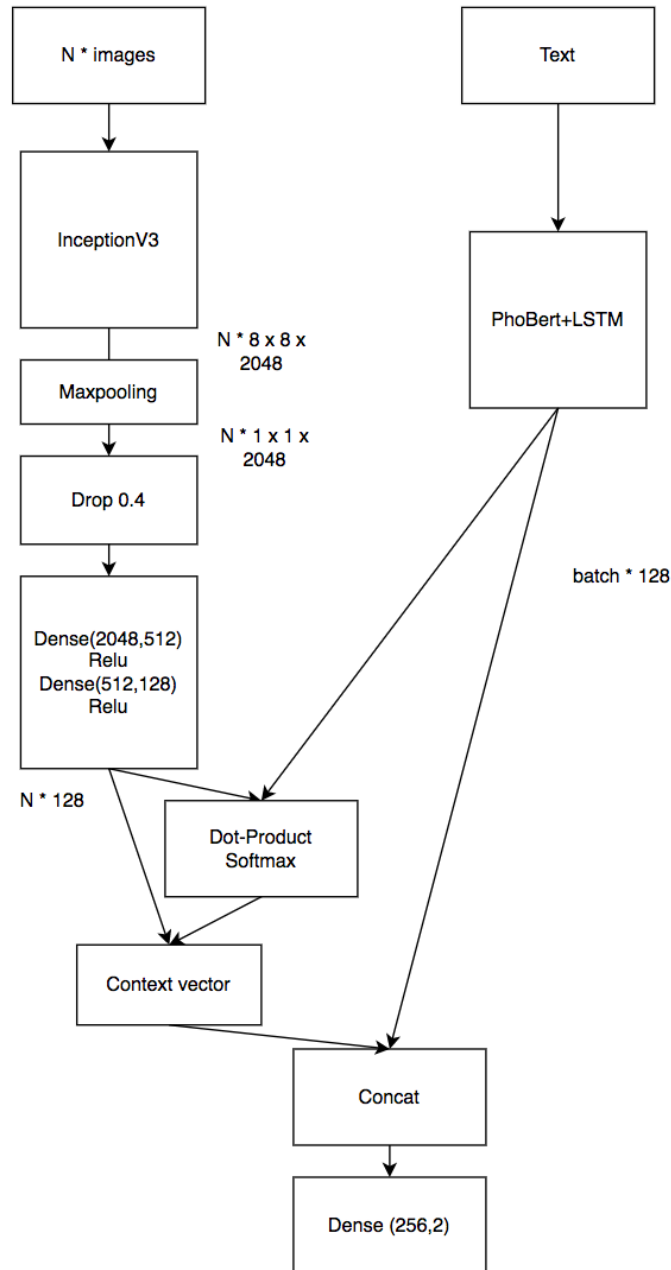 N * images
Text
InceptionV3
PhoBert+LSTM
N * 8 x 8 x
2048
Maxpooling
N * 1 x 1 x
2048
Drop 0.4
batch * 128
Dense(2048,512)
Relu
Dense(512,128)
Relu
N * 128
Dot-Product
Softmax
Context vector
Concat
Dense (256,2)